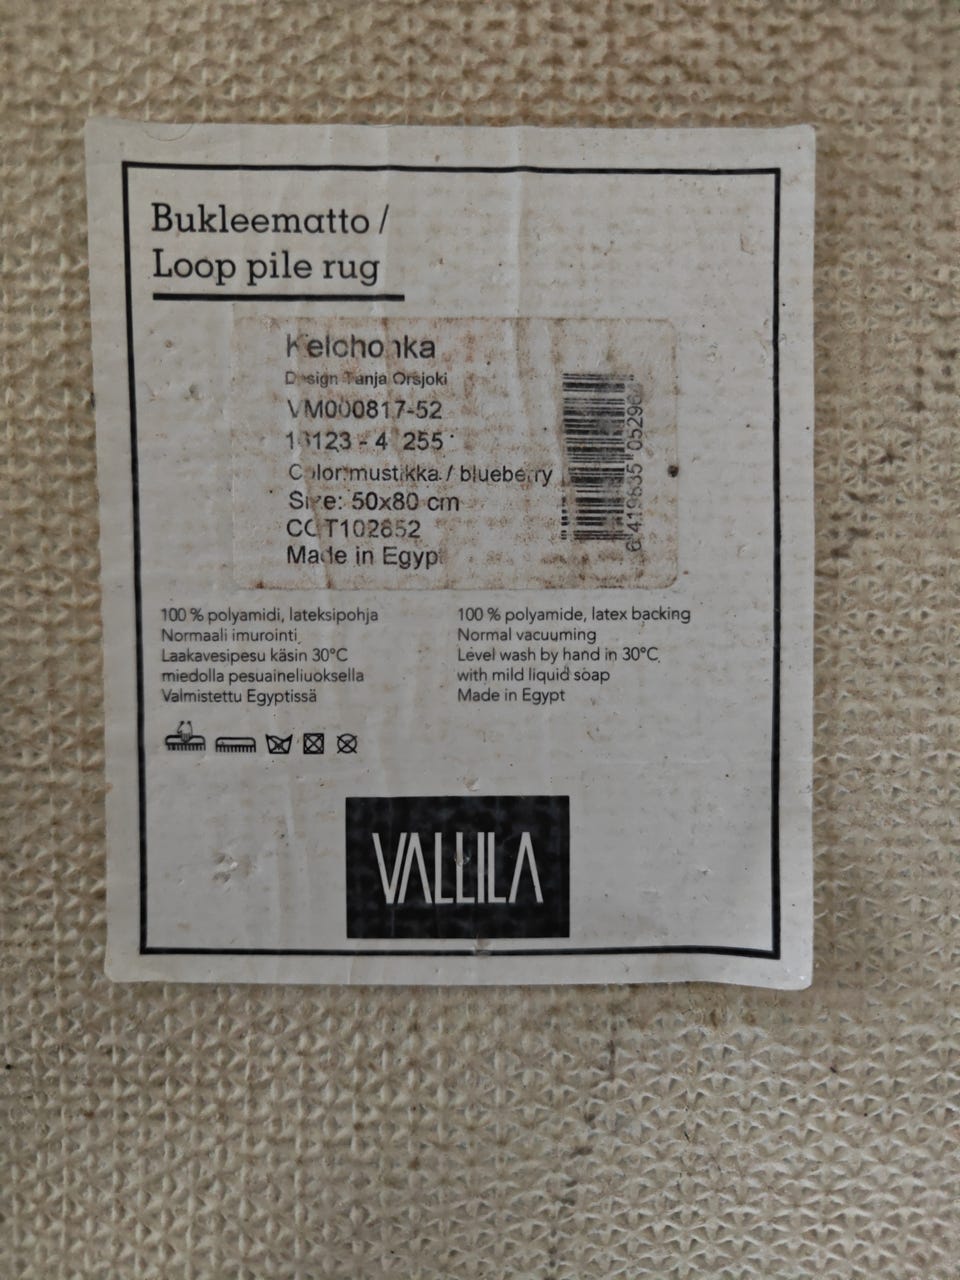 Bukleematto /
Loop pile rug
Design Tanja Orsjoki
VM000817-52
Color:mustikka / blueberry
Size: 50x80 cm
Made in Egypt
100 % polyamidi, lateksipohja
Normaali imurointi
Laakavesipesu käsin 30°C
miedolla pesuaineliuoksella
Valmistettu Egyptissä
100 % polyamide, latex backing
Normal vacuuming
Level wash by hand in 30°C,
with mild liquid soap
Made in Egypt
VALLILA